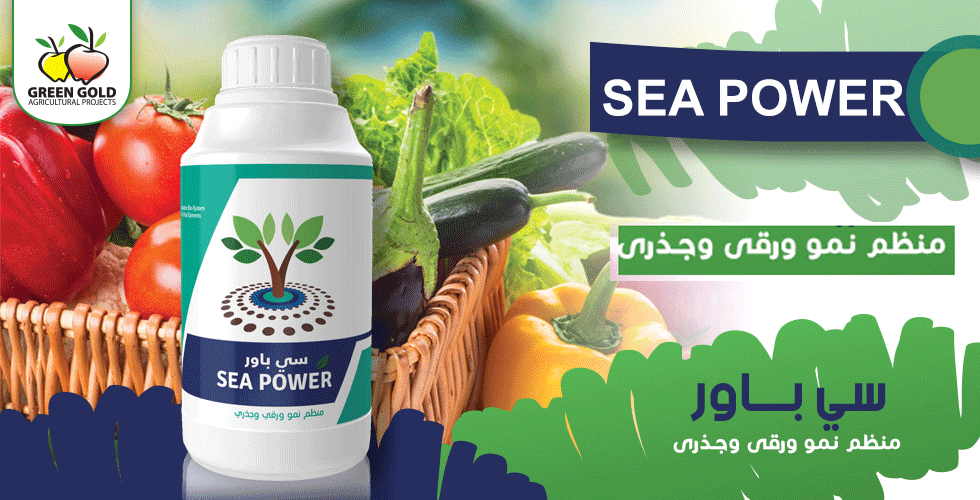 GREEN GOLD
AGRICULTURAL PROJECTS
SEA POWER
منظم نمو ورقى وجذرى
سي باور
SEA POWER
منظم نمو ورقي وجذري
سي بـــاور
منظم نمو ورقى وجذرى